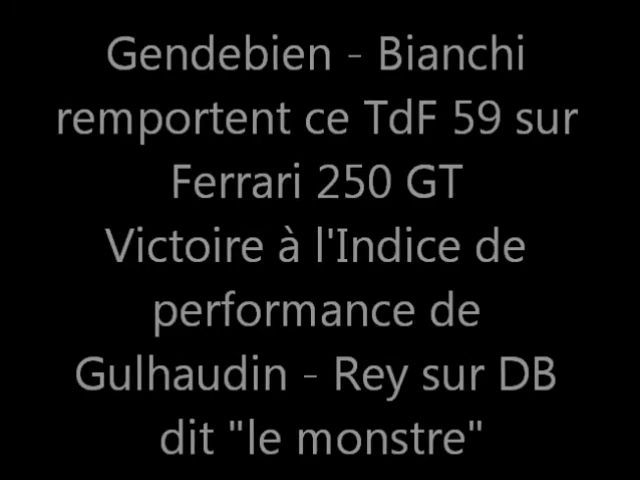 Gendebien - Bianchi
remportent ce TdF 59 sur
Ferrari 250 GT
Victoire à l'Indice de
performance de
Gulhaudin - Rey sur DB
dit "le monstre"